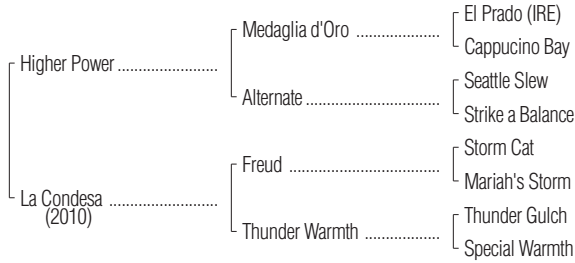 El Prado (IRE)
Medaglia d'Oro ....................
Cappucino Bay
Higher Power ........................
Seattle Slew
Alternate ................................
Strike a Balance
Storm Cat
Freud ....................................
Mariah's Storm
La Condesa ..........................
(2010)
Thunder Gulch
Thunder Warmth ..................
Special Warmth